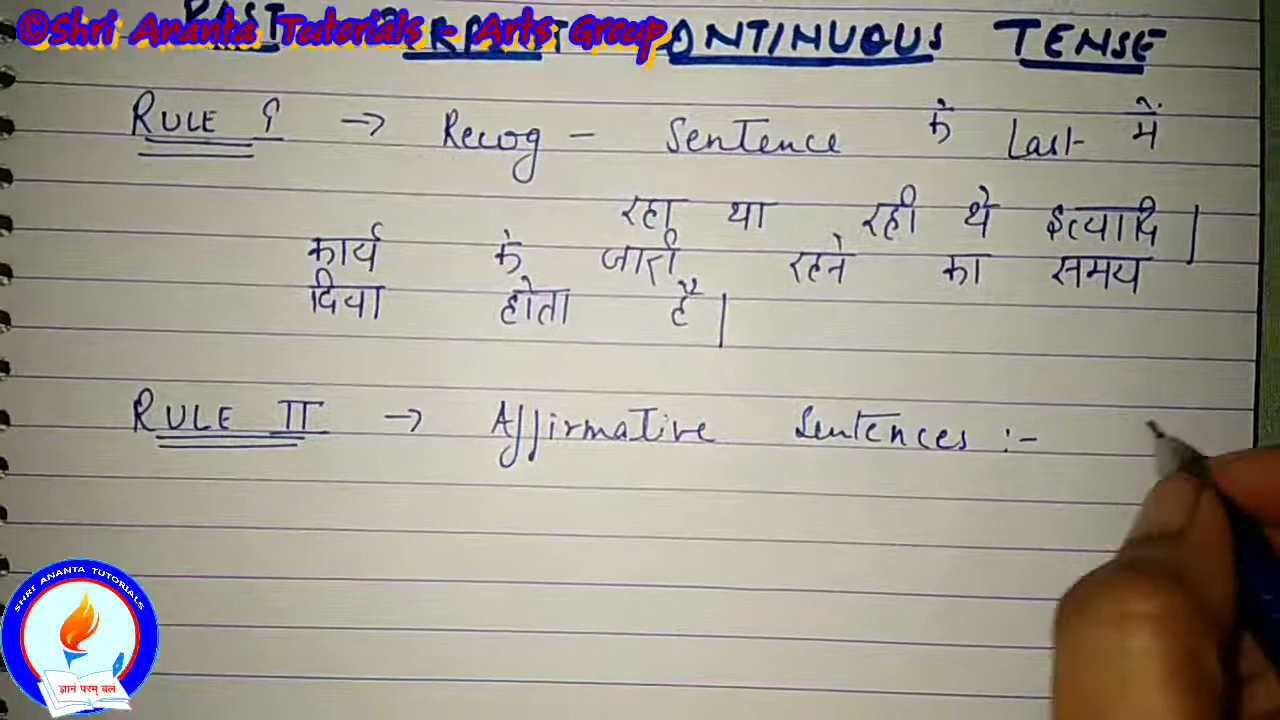 ©Shri Ananta Tutorials - Arts Group
PAST CONTINUOUS TENSE
RULE I → Recog - Sentence के Last में
रहा था रही थे इत्यादि |
कार्य के जारी रहने का समय
दिया होता है |
RULE II → Affirmative Sentences :-
SHRI ANANTA TUTORIALS
ज्ञानं परमं बलं